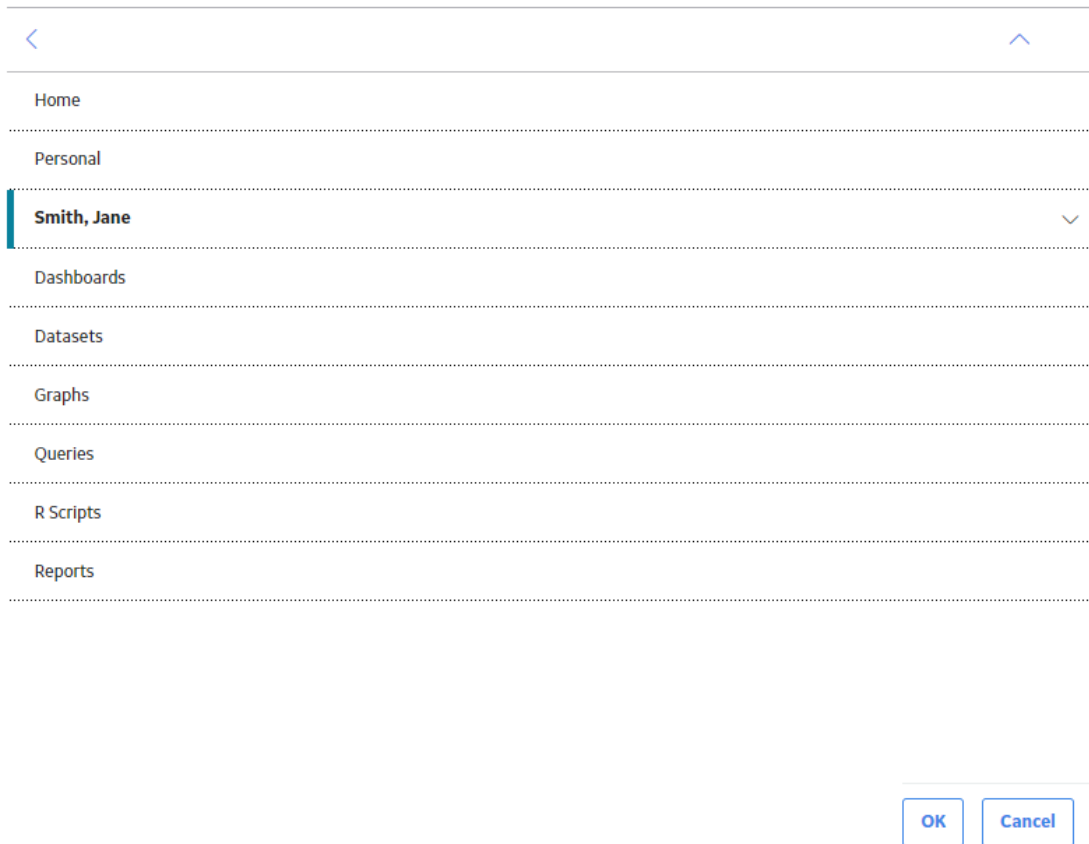 Home
Personal
Smith, Jane
Dashboards
Datasets
Graphs
Queries
R Scripts
Reports
OK Cancel